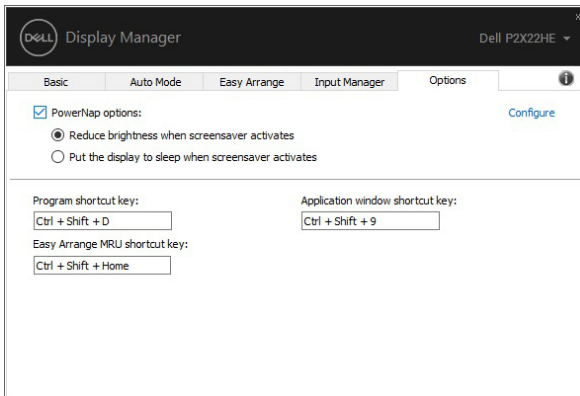 DELL Display Manager
Dell P2X22HE
Basic Auto Mode Easy Arrange Input Manager Options
PowerNap options:
Configure
Reduce brightness when screensaver activates
Put the display to sleep when screensaver activates
Program shortcut key:
Application window shortcut key:
Ctrl + Shift + D
Ctrl + Shift + 9
Easy Arrange MRU shortcut key:
Ctrl + Shift + Home